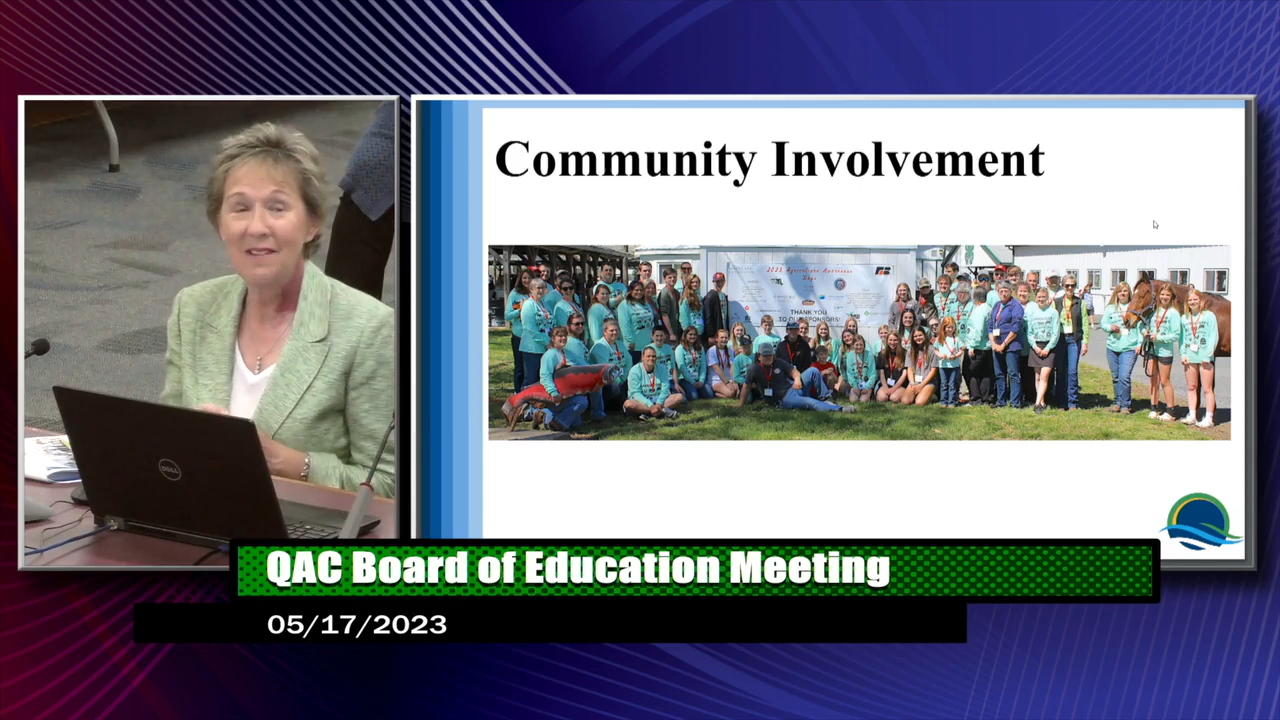 Community Involvement
2023 Agriculture Awareness
Days
THANK YOU
TO OUR SPONSORS!
DELL
QAC Board of Education Meeting
05/17/2023